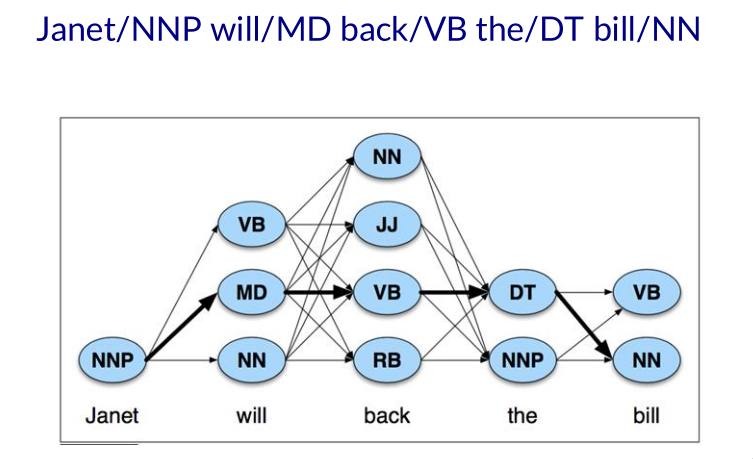 Janet/NNP will/MD back/VB the/DT bill/NN
NN
VB JJ
MD VB DT VB
NNP NN RB NNP NN
Janet will back the bill